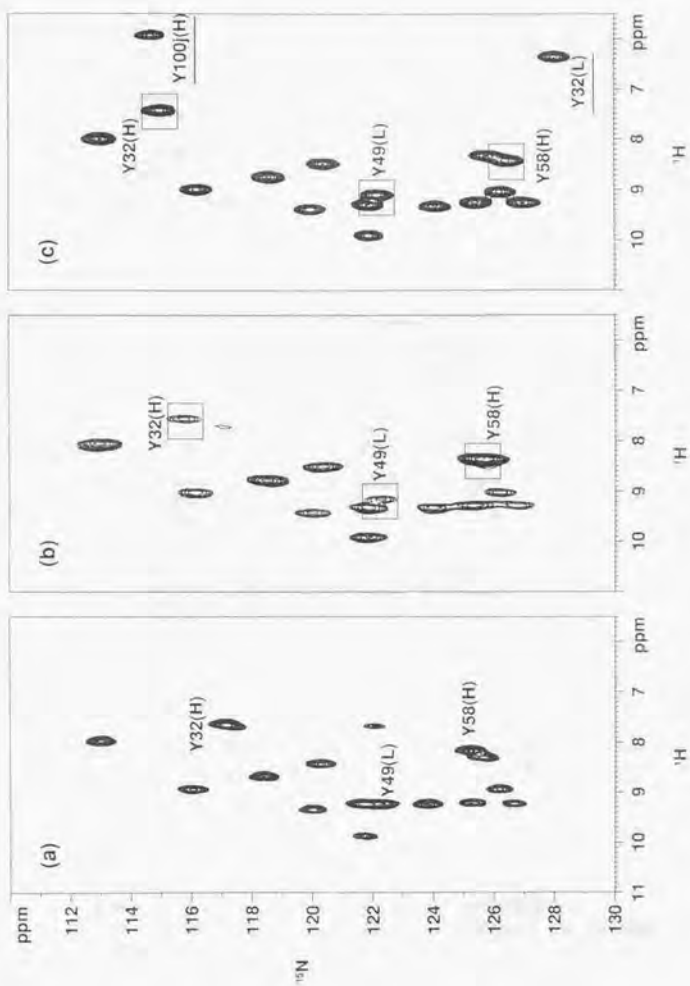 ppm
112
114
116
118
120
122
124
126
128
130
¹⁵N
(a)
Y32(H)
Y49(L)
Y58(H)
11
10
9
8
7
ppm
¹H
(b)
Y32(H)
Y49(L)
Y58(H)
10
9
8
7
ppm
¹H
(c)
Y32(H)
Y100j(H)
Y49(L)
Y58(H)
Y32(L)
10
9
8
7
ppm
¹H